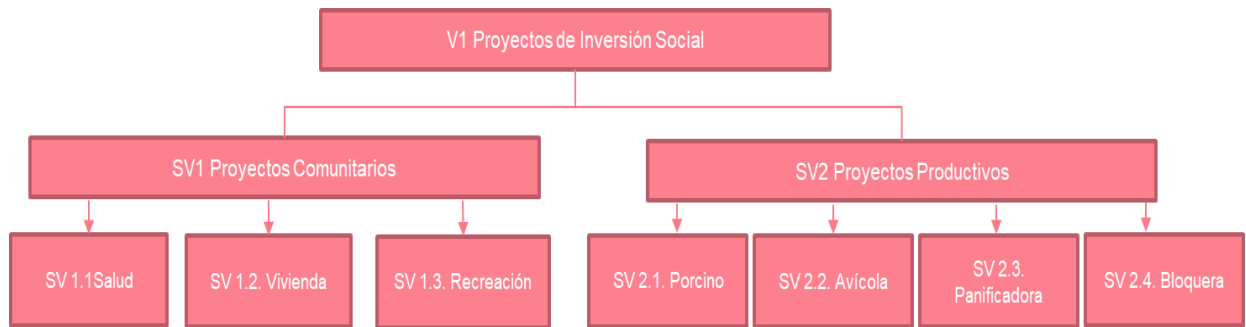 V1 Proyectos de Inversión Social
SV1 Proyectos Comunitarios
SV2 Proyectos Productivos
SV 1.1Salud
SV 1.2. Vivienda
SV 1.3. Recreación
SV 2.1. Porcino
SV 2.2. Avícola
SV 2.3.
Panificadora
SV 2.4. Bloquera